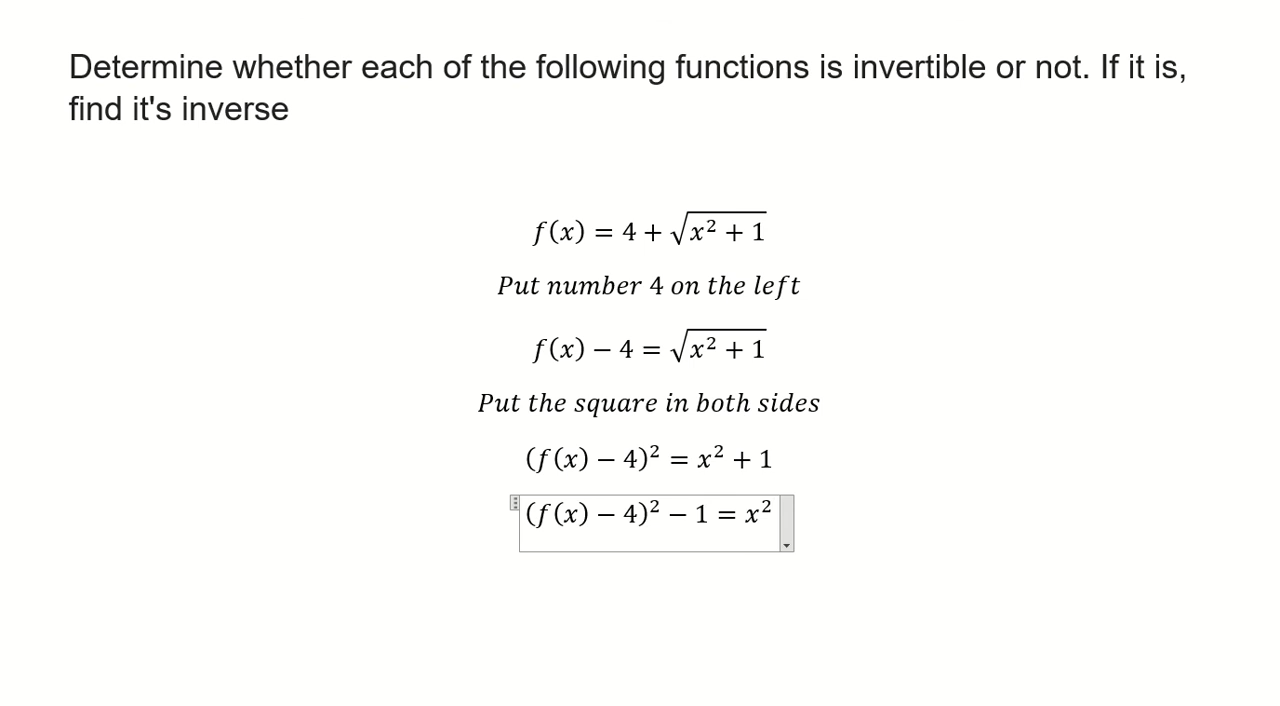 Determine whether each of the following functions is invertible or not. If it is,
find it's inverse
f(x) = 4 + √(x² + 1)
Put number 4 on the left
f(x) − 4 = √(x² + 1)
Put the square in both sides
(f(x) − 4)² = x² + 1
(f(x) − 4)² − 1 = x²